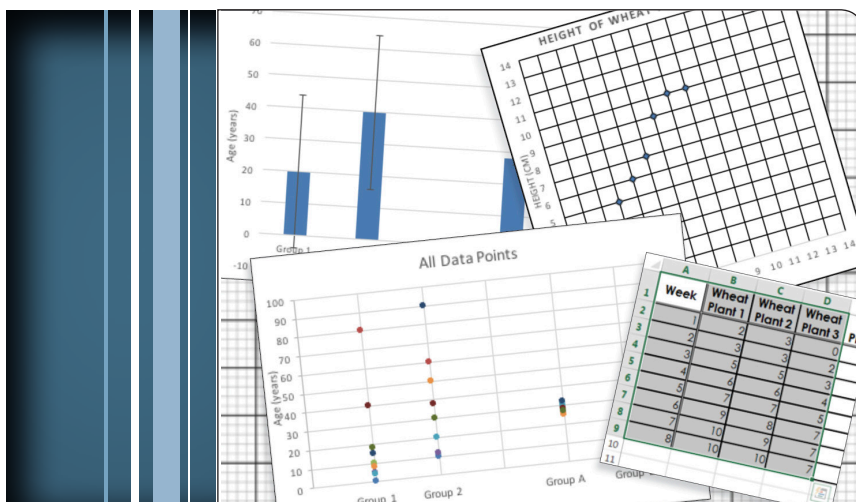 70
60
50
40
30
20
10
0
-10
Age (years)
Group 1
HEIGHT OF WHEAT
14
13
12
11
10
9
8
7
6
5
HEIGHT (CM)
9 10 11 12 13 14
All Data Points
100
90
80
70
60
50
40
30
20
10
0
Age (years)
Group 1 Group 2 Group A
A B C D
1 Week Wheat Plant 1 Wheat Plant 2 Wheat Plant 3
2 1 2 3 0
3 2 3 3 2
4 3 5 5 3
5 4 6 6 4
6 5 7 7 5
7 6 9 8 7
8 7 10 9 7
9 8 10 10 7
10
11